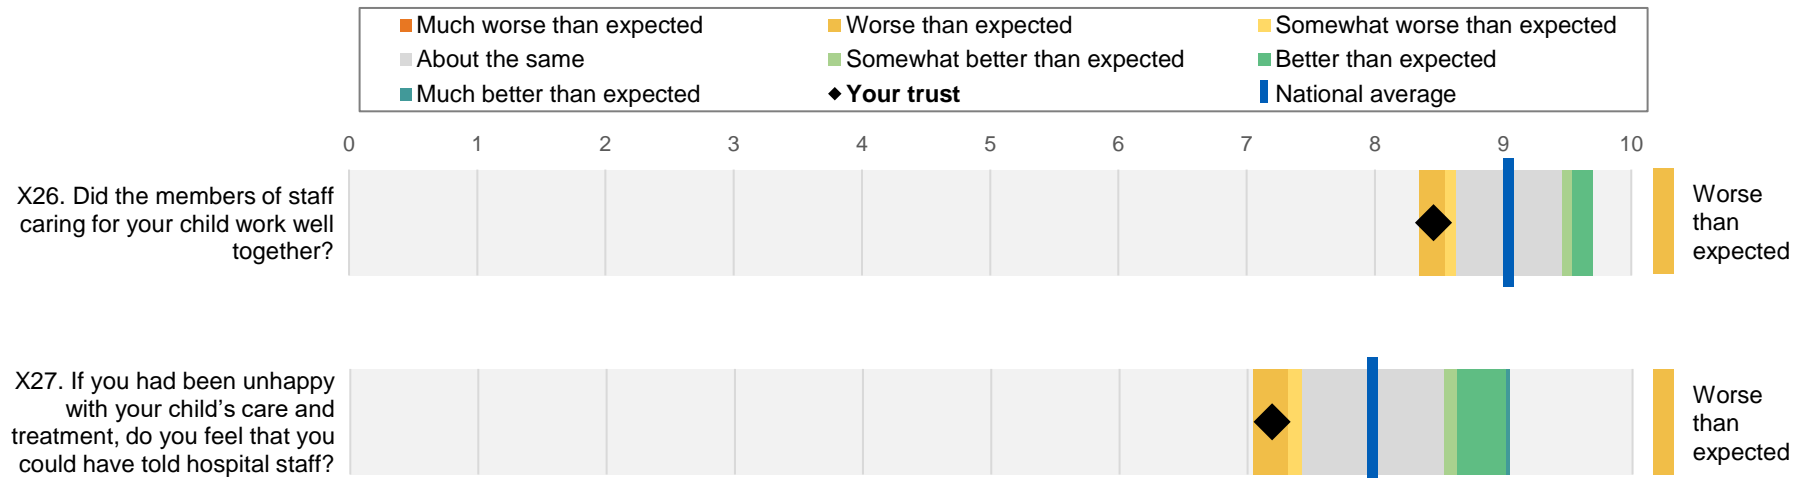 Much worse than expected
Worse than expected
Somewhat worse than expected
About the same
Somewhat better than expected
Better than expected
Much better than expected
Your trust
National average
0 1 2 3 4 5 6 7 8 9 10
X26. Did the members of staff
caring for your child work well
together?
Worse
than
expected
X27. If you had been unhappy
with your child’s care and
treatment, do you feel that you
could have told hospital staff?
Worse
than
expected